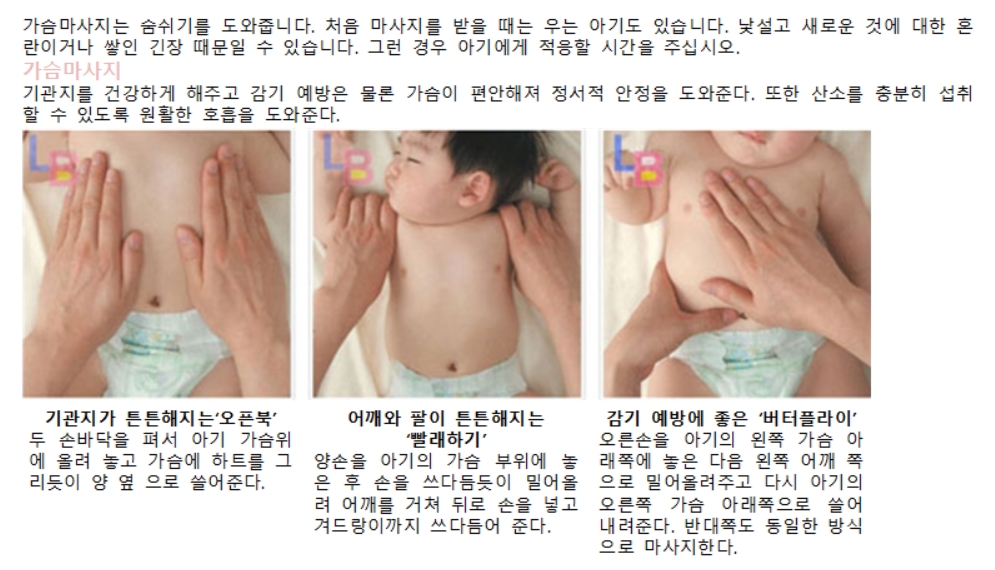 가슴마사지는 숨쉬기를 도와줍니다. 처음 마사지를 받을 때는 우는 아기도 있습니다. 낯설고 새로운 것에 대한 혼
란이거나 쌓인 긴장 때문일 수 있습니다. 그런 경우 아기에게 적응할 시간을 주십시오.
가슴마사지
기관지를 건강하게 해주고 감기 예방은 물론 가슴이 편안해져 정서적 안정을 도와준다. 또한 산소를 충분히 섭취
할 수 있도록 원활한 호흡을 도와준다.
LB
LB
LB
기관지가 튼튼해지는‘오픈북’
두 손바닥을 펴서 아기 가슴위
에 올려 놓고 가슴에 하트를 그
리듯이 양 옆 으로 쓸어준다.
어깨와 팔이 튼튼해지는
‘빨래하기’
양손을 아기의 가슴 부위에 놓
은 후 손을 쓰다듬듯이 밀어올
려 어깨를 거쳐 뒤로 손을 넣고
겨드랑이까지 쓰다듬어 준다.
감기 예방에 좋은 ‘버터플라이’
오른손을 아기의 왼쪽 가슴 아
래쪽에 놓은 다음 왼쪽 어깨 쪽
으로 밀어올려주고 다시 아기의
오른쪽 가슴 아래쪽으로 쓸어
내려준다. 반대쪽도 동일한 방식
으로 마사지한다.